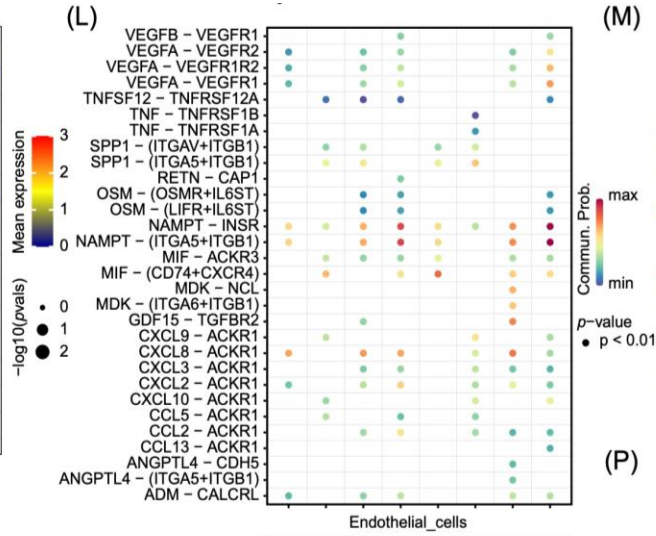 (L)
(M)
VEGFB − VEGFR1
VEGFA − VEGFR2
VEGFA − VEGFR1R2
VEGFA − VEGFR1
TNFSF12 − TNFRSF12A
TNF − TNFRSF1B
TNF − TNFRSF1A
SPP1 − (ITGAV+ITGB1)
SPP1 − (ITGA5+ITGB1)
RETN − CAP1
OSM − (OSMR+IL6ST)
OSM − (LIFR+IL6ST)
NAMPT − INSR
NAMPT − (ITGA5+ITGB1)
MIF − ACKR3
MIF − (CD74+CXCR4)
MDK − NCL
MDK − (ITGA6+ITGB1)
GDF15 − TGFBR2
CXCL9 − ACKR1
CXCL8 − ACKR1
CXCL3 − ACKR1
CXCL2 − ACKR1
CXCL10 − ACKR1
CCL5 − ACKR1
CCL2 − ACKR1
CCL13 − ACKR1
ANGPTL4 − CDH5
ANGPTL4 − (ITGA5+ITGB1)
ADM − CALCRL
Endothelial_cells
Mean expression
3
2
1
0
−log10(pvals)
0
1
2
Commun. Prob.
max
min
p−value
p < 0.01
(P)